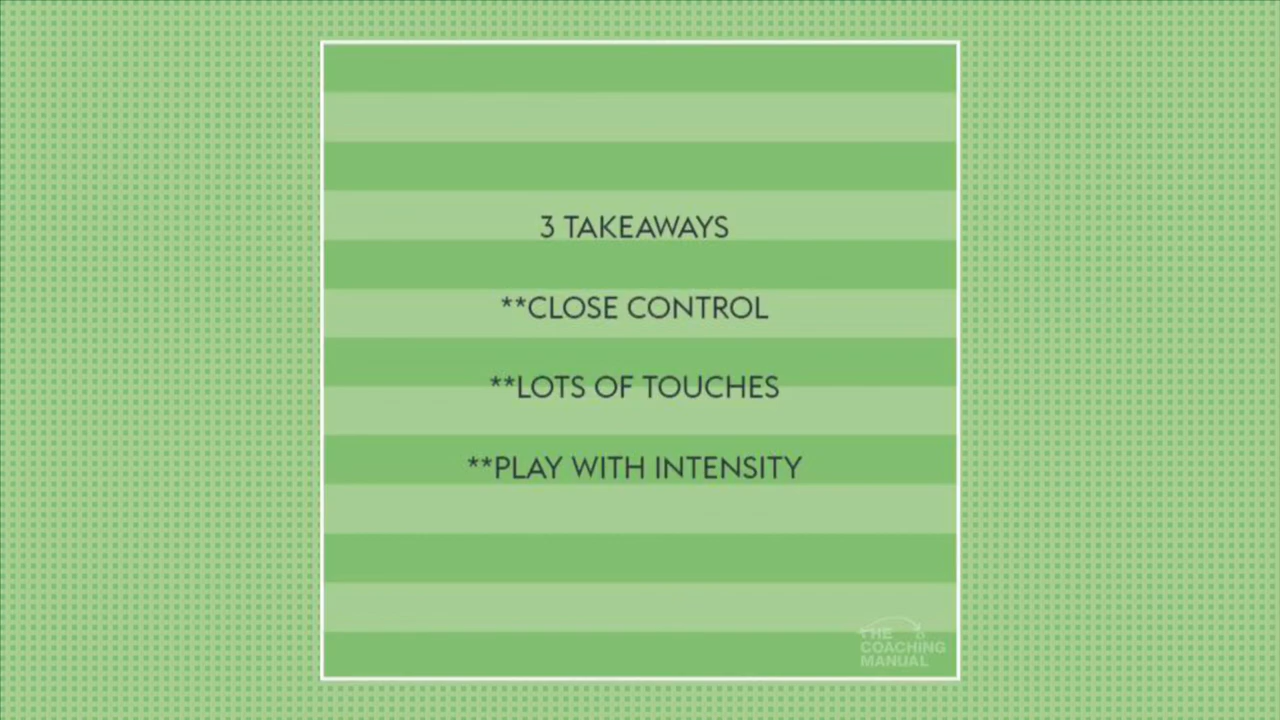 3 TAKEAWAYS
**CLOSE CONTROL
**LOTS OF TOUCHES
**PLAY WITH INTENSITY
THE
COACHING
MANUAL